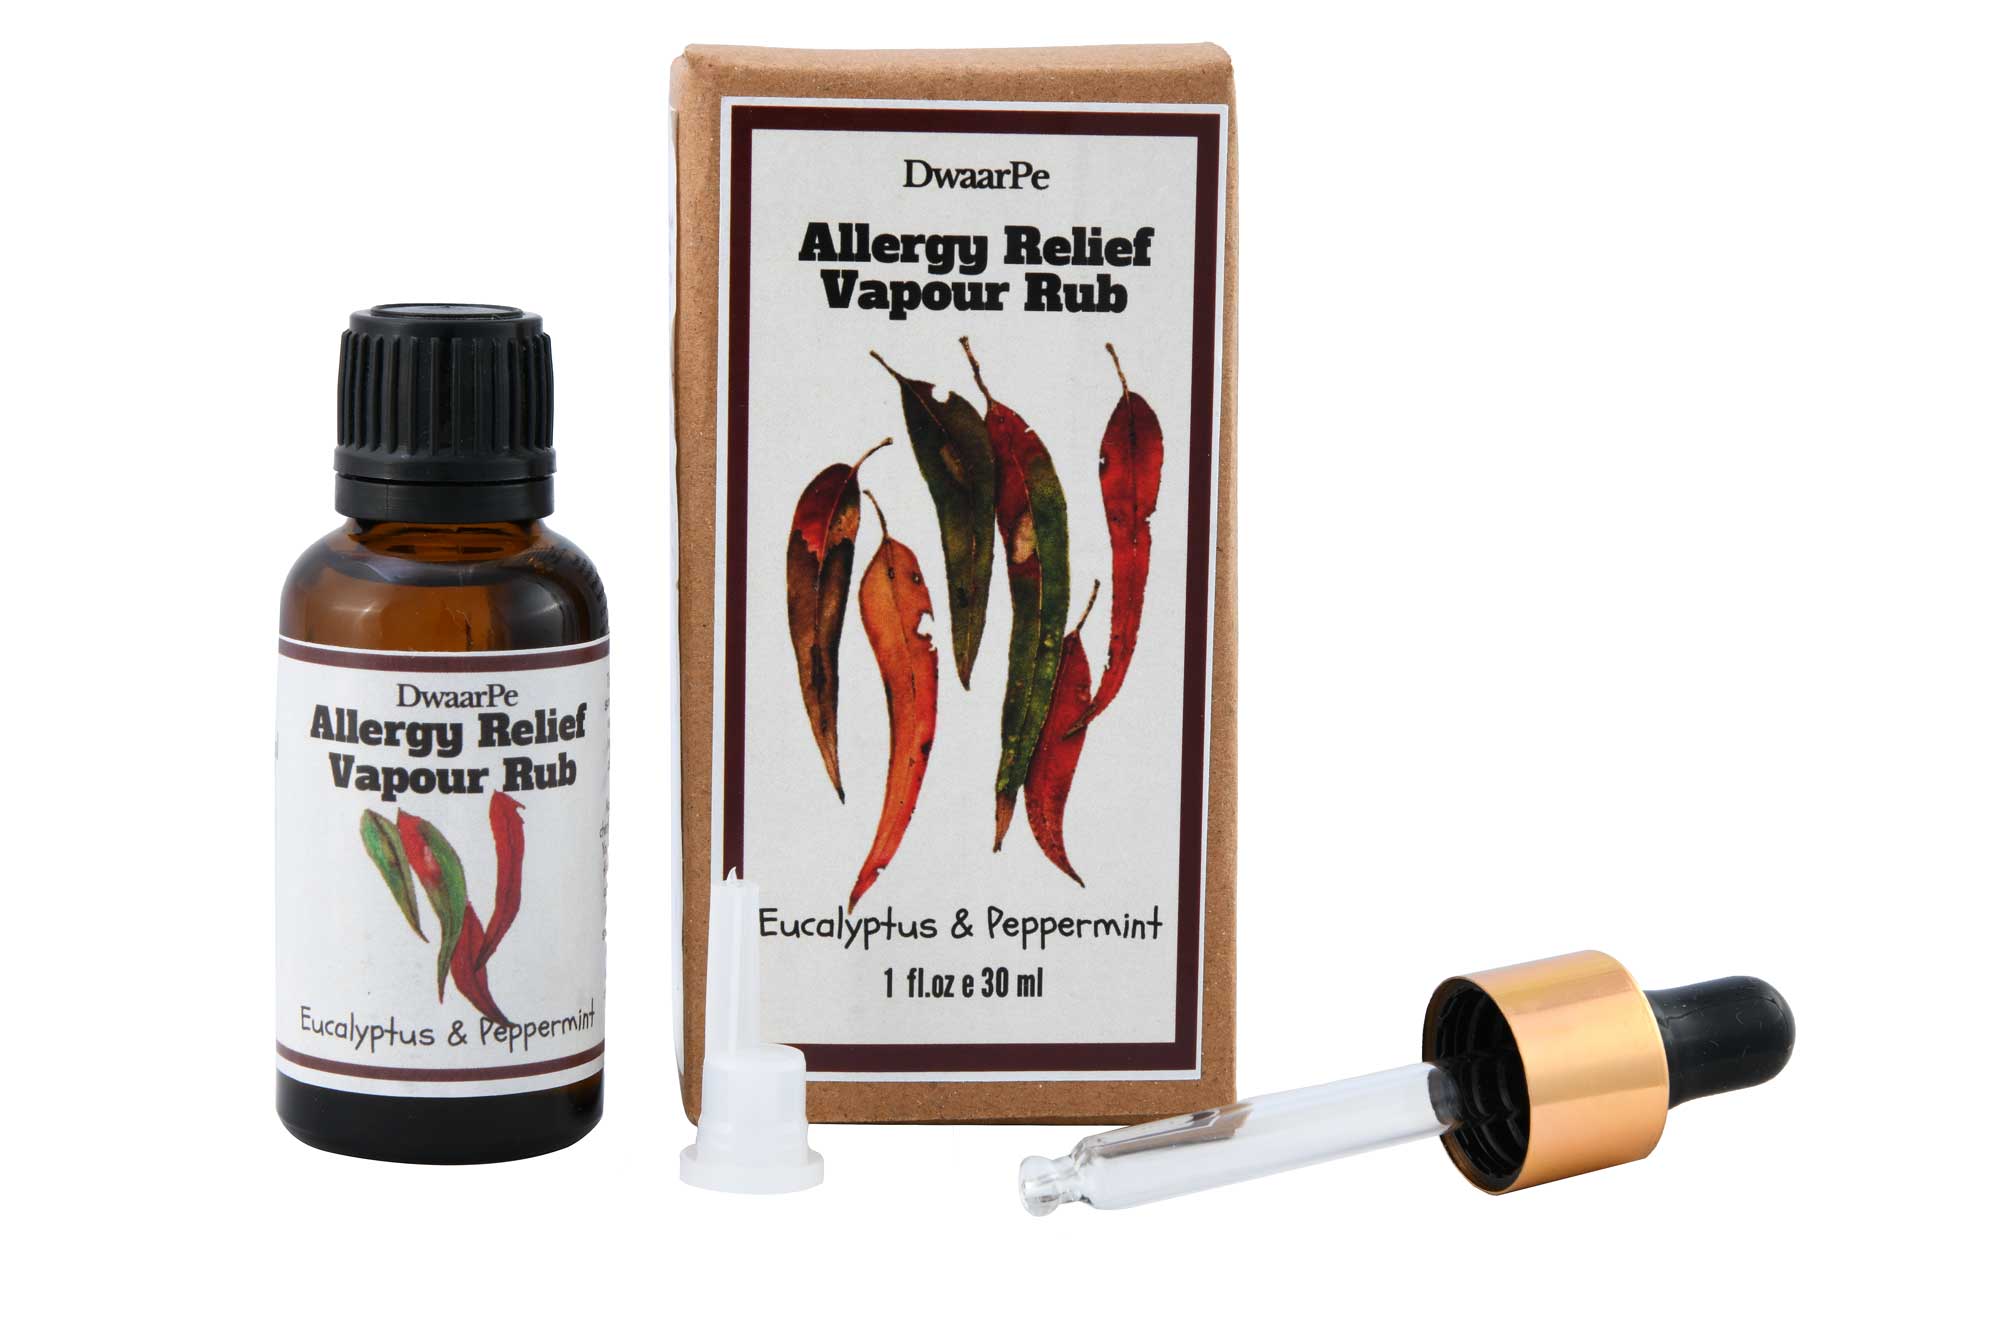 DwaarPe
Allergy Relief
Vapour Rub
Eucalyptus & Peppermint
DwaarPe
Allergy Relief
Vapour Rub
Eucalyptus & Peppermint
1 fl.oz e 30 ml